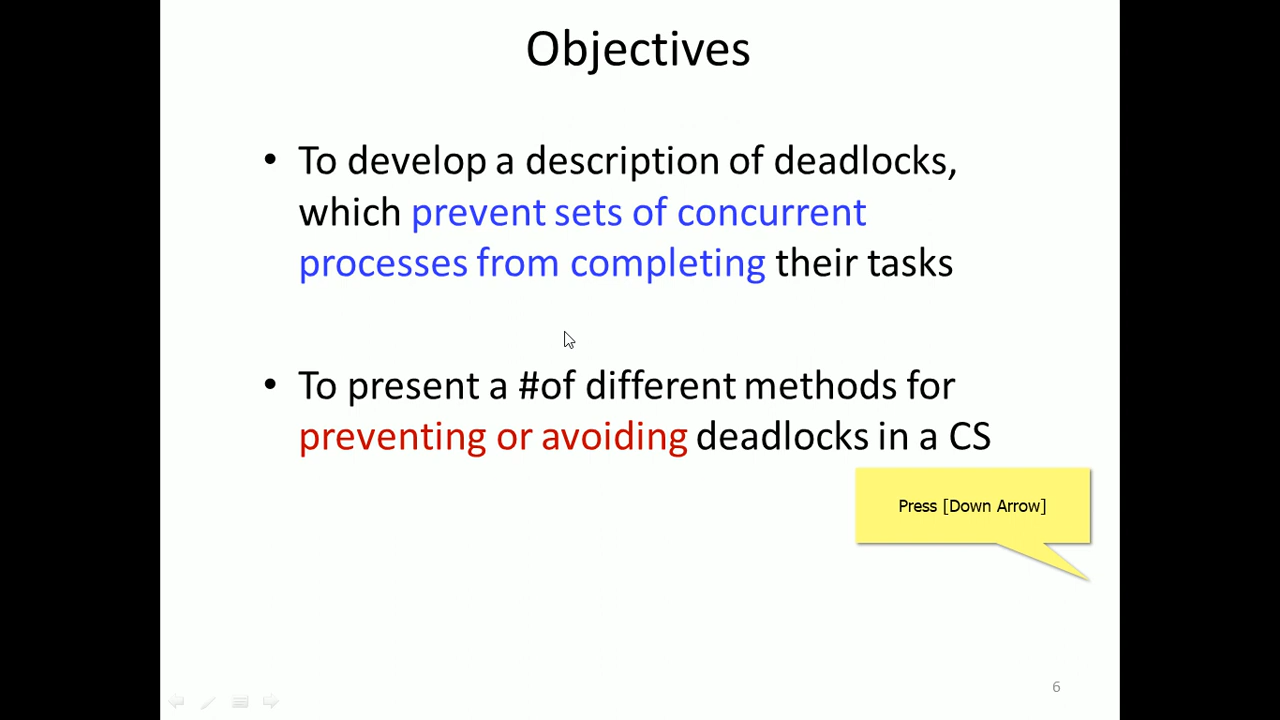 Objectives
• To develop a description of deadlocks,
which prevent sets of concurrent
processes from completing their tasks
• To present a #of different methods for
preventing or avoiding deadlocks in a CS
Press [Down Arrow]
6